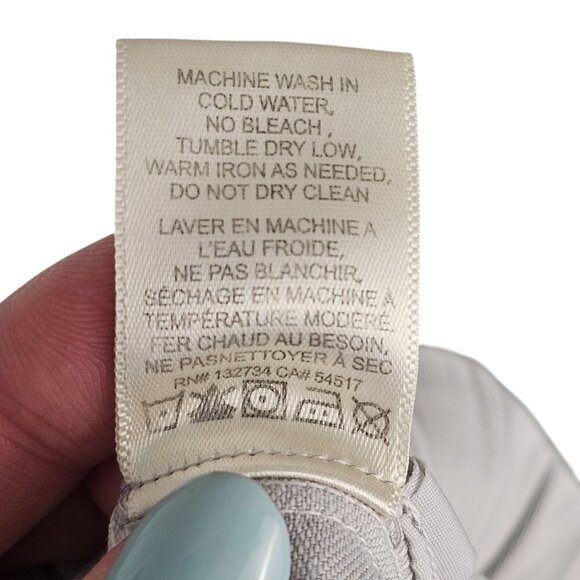 MACHINE WASH IN
COLD WATER,
NO BLEACH,
TUMBLE DRY LOW,
WARM IRON AS NEEDED,
DO NOT DRY CLEAN
LAVER EN MACHINE A
L'EAU FROIDE,
NE PAS BLANCHIR,
SÉCHAGE EN MACHINE À
TEMPÉRATURE MODERÉ.
FER CHAUD AU BESOIN,
NE PASNETTOYER À SEC
RN# 132734 CA# 54517